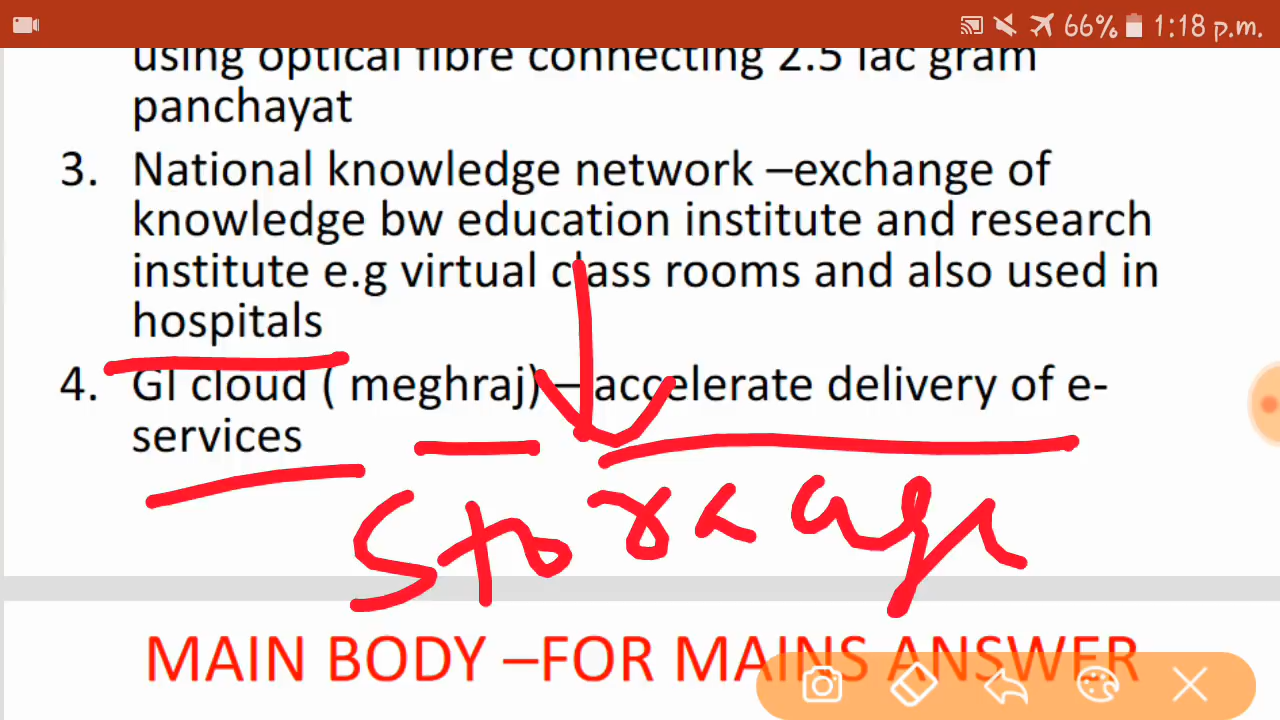 66% 1:18 p.m.
using optical fibre connecting 2.5 lac gram
panchayat
3. National knowledge network –exchange of
knowledge bw education institute and research
institute e.g virtual class rooms and also used in
hospitals
4. GI cloud ( meghraj) – accelerate delivery of e-
services
Storage
MAIN BODY –FOR MAINS ANSWER